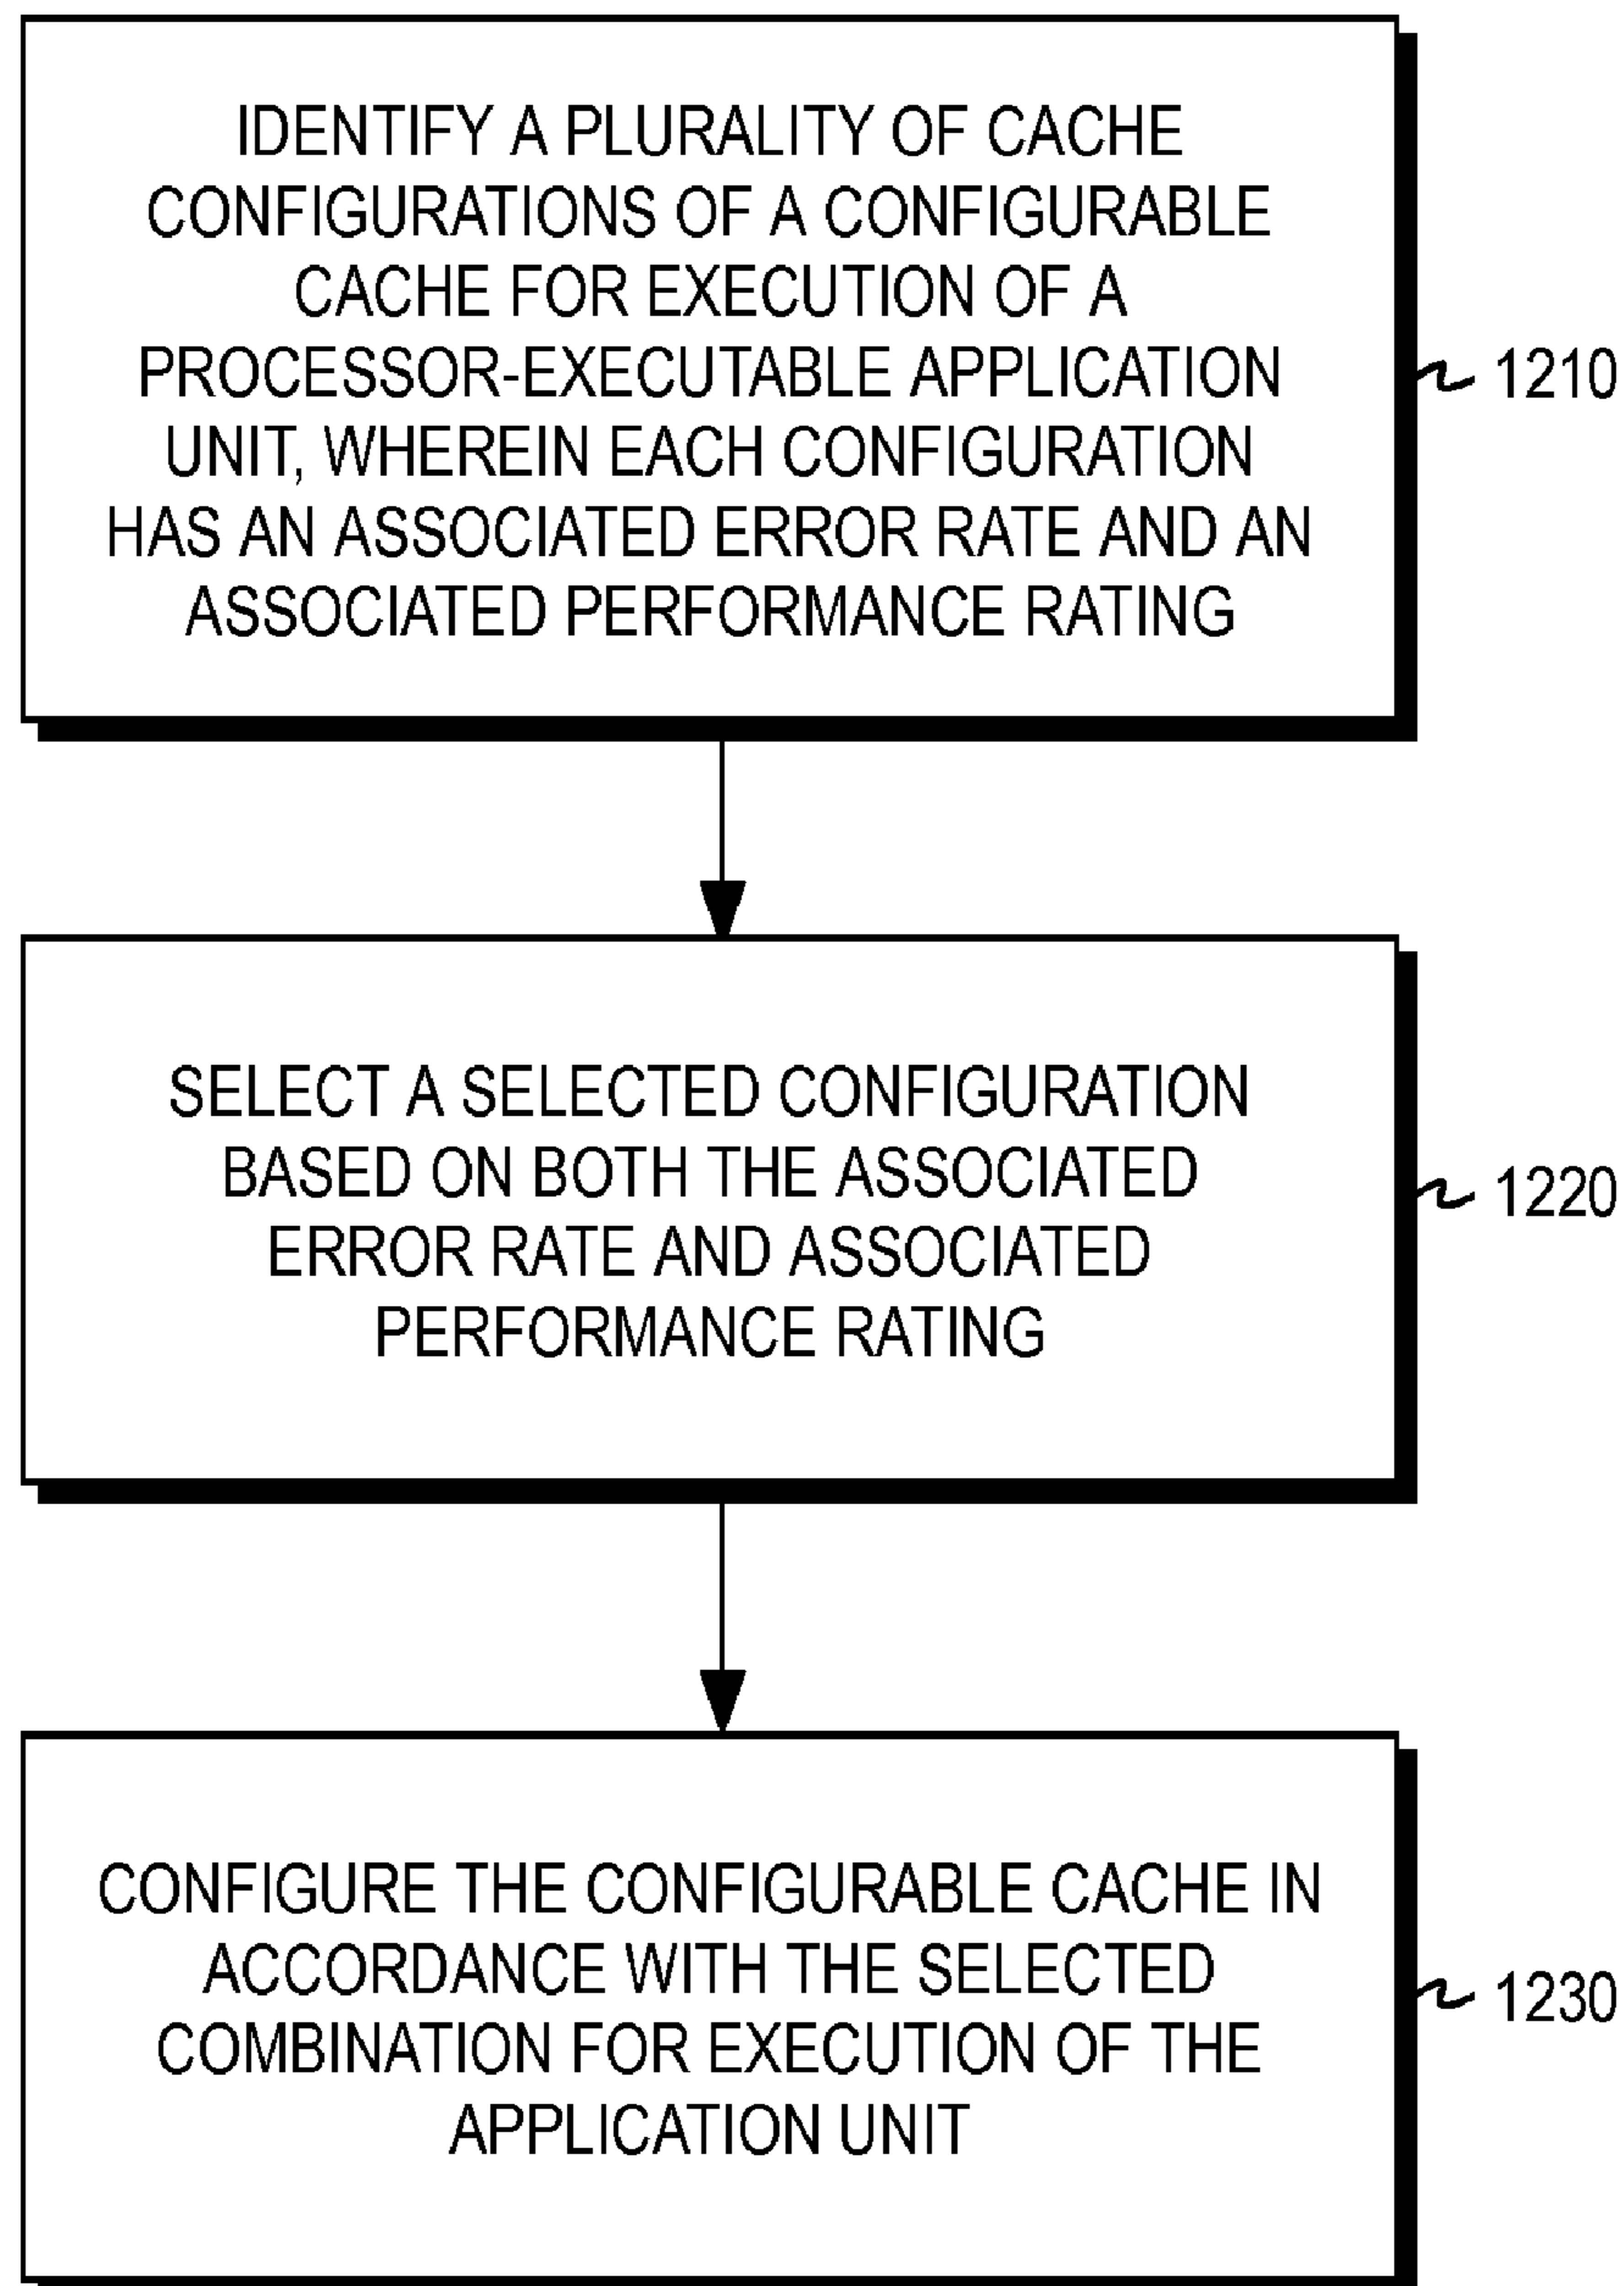 IDENTIFY A PLURALITY OF CACHE
CONFIGURATIONS OF A CONFIGURABLE
CACHE FOR EXECUTION OF A
PROCESSOR-EXECUTABLE APPLICATION
UNIT, WHEREIN EACH CONFIGURATION
HAS AN ASSOCIATED ERROR RATE AND AN
ASSOCIATED PERFORMANCE RATING
1210
SELECT A SELECTED CONFIGURATION
BASED ON BOTH THE ASSOCIATED
ERROR RATE AND ASSOCIATED
PERFORMANCE RATING
1220
CONFIGURE THE CONFIGURABLE CACHE IN
ACCORDANCE WITH THE SELECTED
COMBINATION FOR EXECUTION OF THE
APPLICATION UNIT
1230